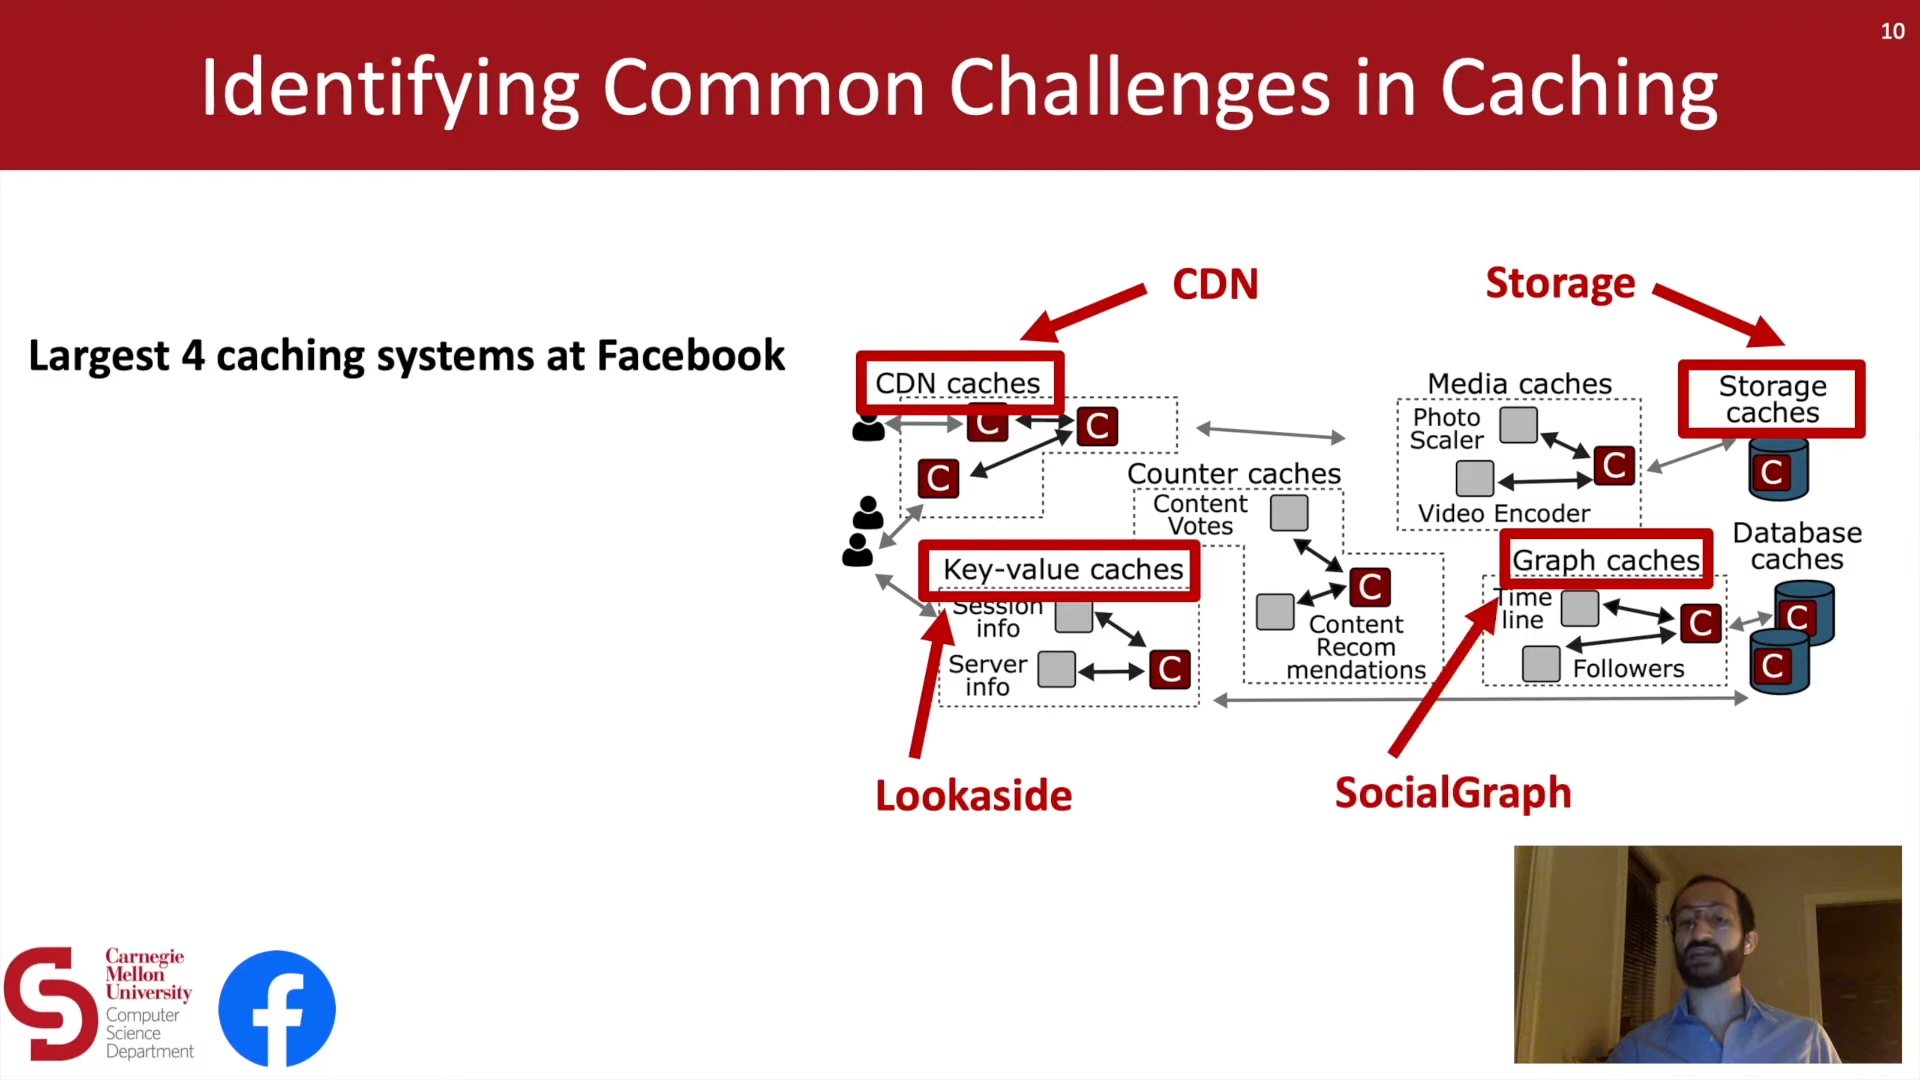 10
Identifying Common Challenges in Caching
Largest 4 caching systems at Facebook
CDN
Storage
CDN caches
C
C
C
Media caches
Photo
Scaler
C
Video Encoder
Storage
caches
C
Counter caches
Content
Votes
C
Content
Recom
mendations
Key-value caches
Session
info
Server
info
C
Graph caches
Time
line
C
Followers
Database
caches
C
C
Lookaside
SocialGraph
Carnegie
Mellon
University
Computer
Science
Department
f